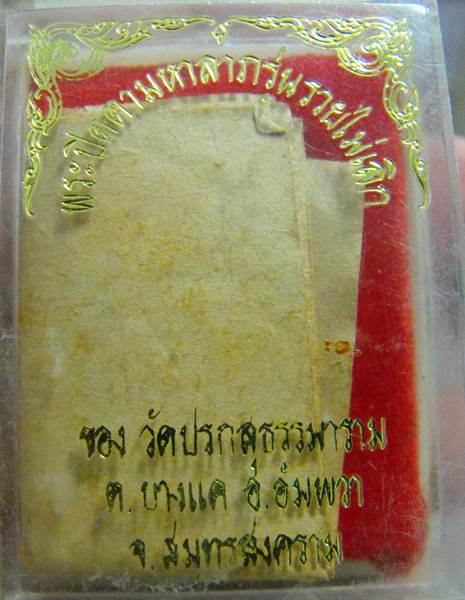 พระปิดตามหาลาภรุ่นรวยไม่เลิก
ของ วัดปรกสุธรรมาราม
ต. บางแค อ. อัมพวา
จ. สมุทรสงคราม